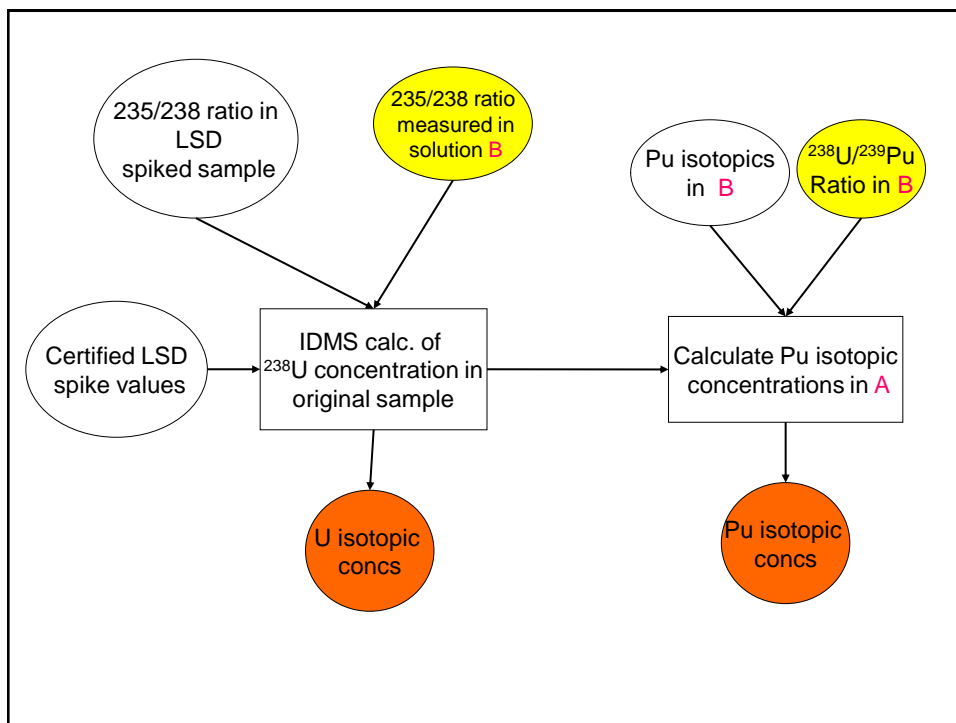 235/238 ratio in
LSD
spiked sample
235/238 ratio
measured in
solution B
Pu isotopics
in B
²³⁸U/²³⁹Pu
Ratio in B
Certified LSD
spike values
IDMS calc. of
²³⁸U concentration in
original sample
Calculate Pu isotopic
concentrations in A
U isotopic
concs
Pu isotopic
concs